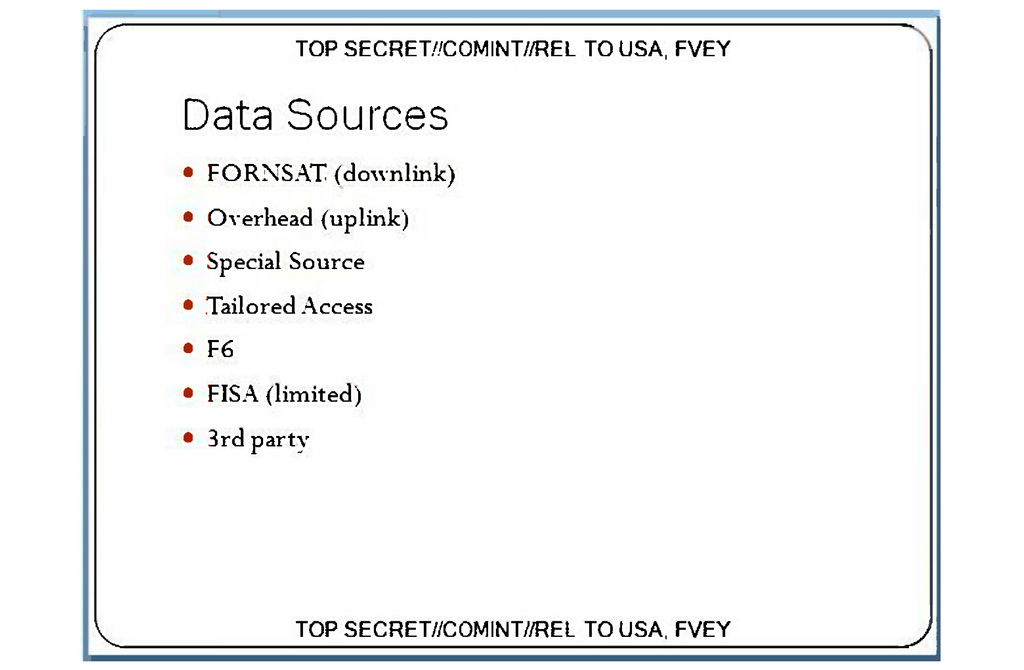 TOP SECRET//COMINT//REL TO USA, FVEY
Data Sources
• FORNSAT (downlink)
• Overhead (uplink)
• Special Source
• Tailored Access
• F6
• FISA (limited)
• 3rd party
TOP SECRET//COMINT//REL TO USA, FVEY